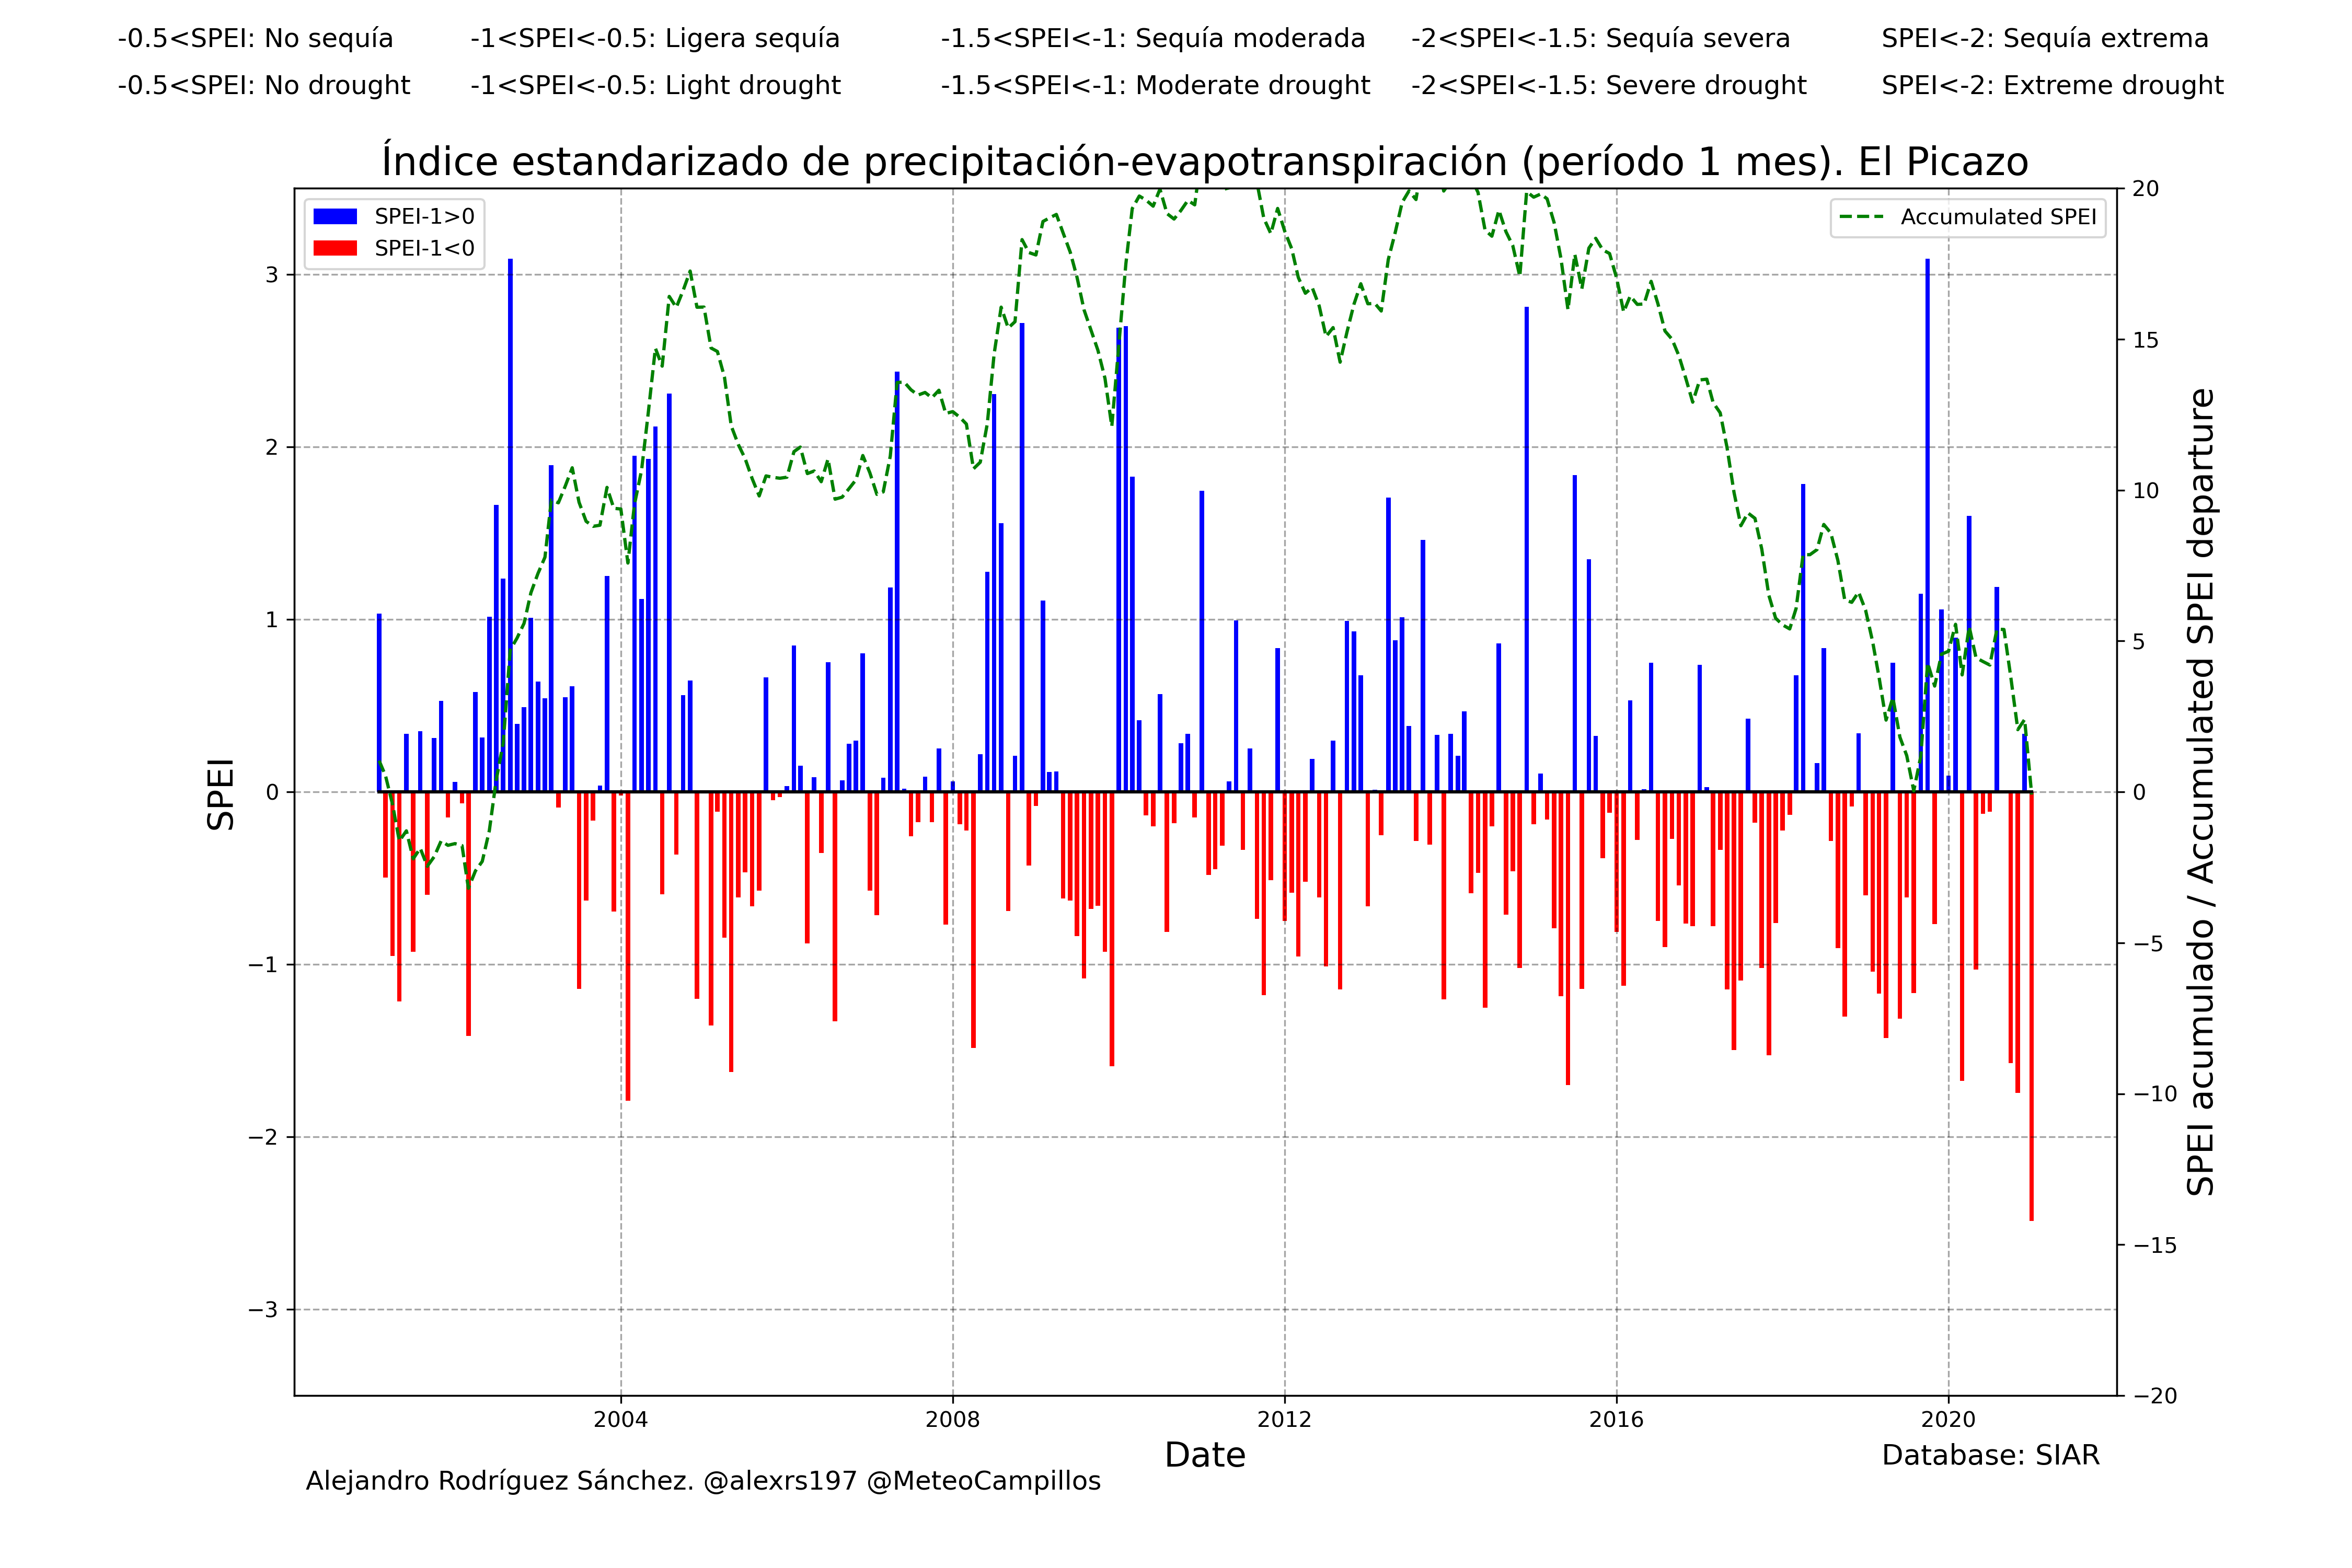 -0.5<SPEI: No sequía -1<SPEI<-0.5: Ligera sequía -1.5<SPEI<-1: Sequía moderada -2<SPEI<-1.5: Sequía severa SPEI<-2: Sequía extrema
-0.5<SPEI: No drought -1<SPEI<-0.5: Light drought -1.5<SPEI<-1: Moderate drought -2<SPEI<-1.5: Severe drought SPEI<-2: Extreme drought
Índice estandarizado de precipitación-evapotranspiración (período 1 mes). El Picazo
SPEI-1>0
SPEI-1<0
Accumulated SPEI
SPEI
3
2
1
0
−1
−2
−3
20
15
10
5
0
−5
−10
−15
−20
SPEI acumulado / Accumulated SPEI departure
2004 2008 2012 2016 2020
Date
Database: SIAR
Alejandro Rodríguez Sánchez. @alexrs197 @MeteoCampillos